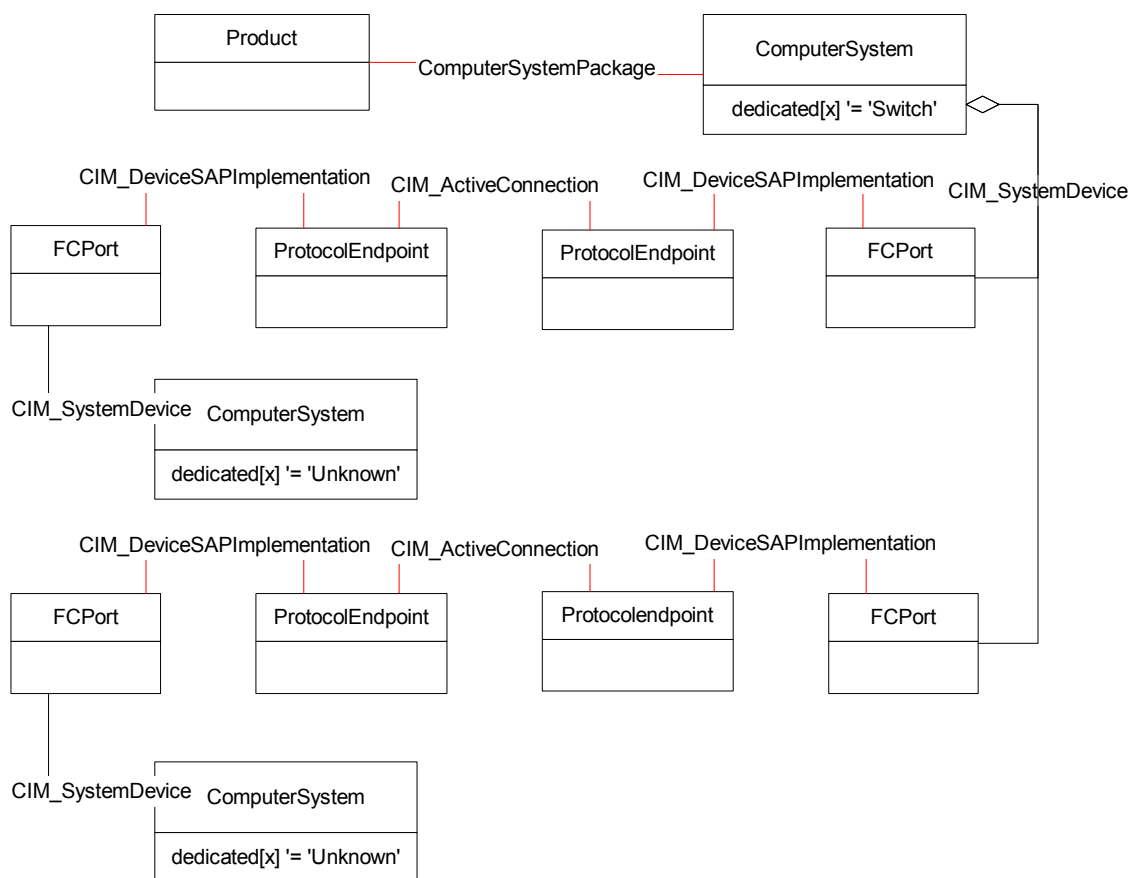 Product
ComputerSystem
ComputerSystemPackage
dedicated[x] '= 'Switch'
CIM_DeviceSAPImplementation
CIM_ActiveConnection
CIM_DeviceSAPImplementation
CIM_SystemDevice
FCPort
ProtocolEndpoint
ProtocolEndpoint
FCPort
CIM_SystemDevice
ComputerSystem
dedicated[x] '= 'Unknown'
CIM_DeviceSAPImplementation
CIM_ActiveConnection
CIM_DeviceSAPImplementation
FCPort
ProtocolEndpoint
Protocolendpoint
FCPort
CIM_SystemDevice
ComputerSystem
dedicated[x] '= 'Unknown'